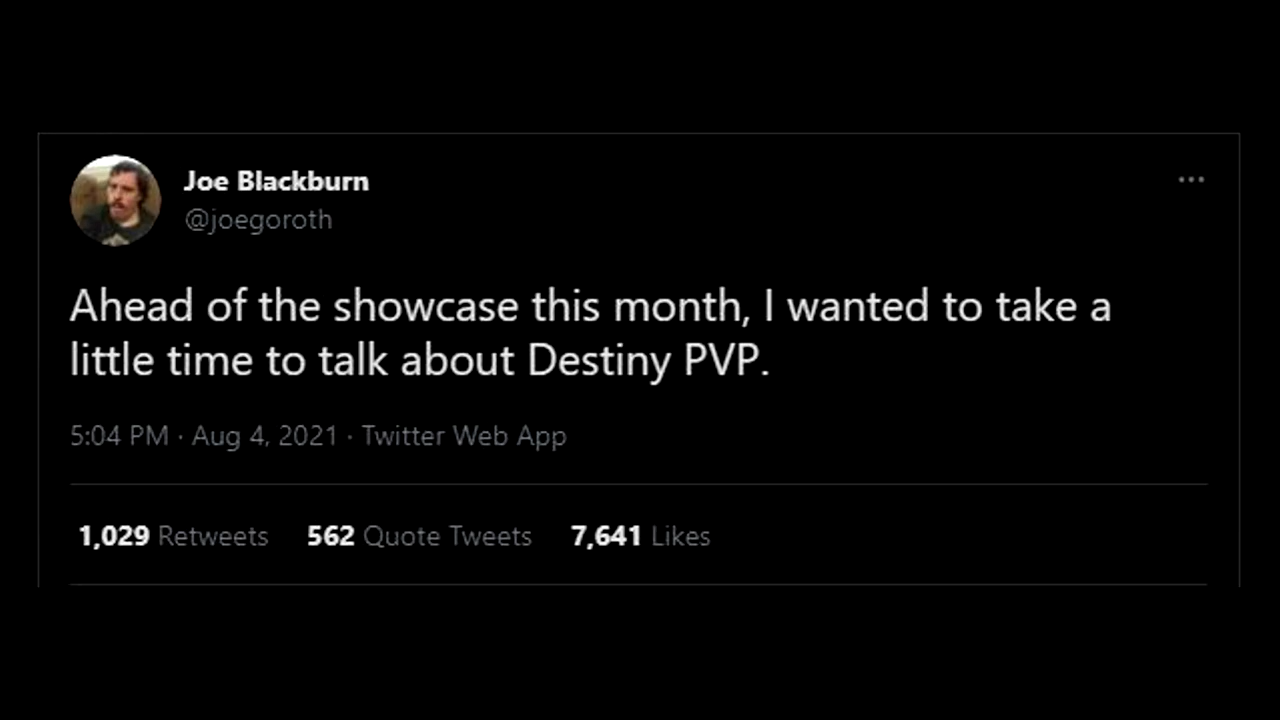 Joe Blackburn
@joegoroth
Ahead of the showcase this month, I wanted to take a
little time to talk about Destiny PVP.
5:04 PM · Aug 4, 2021 · Twitter Web App
1,029 Retweets 562 Quote Tweets 7,641 Likes